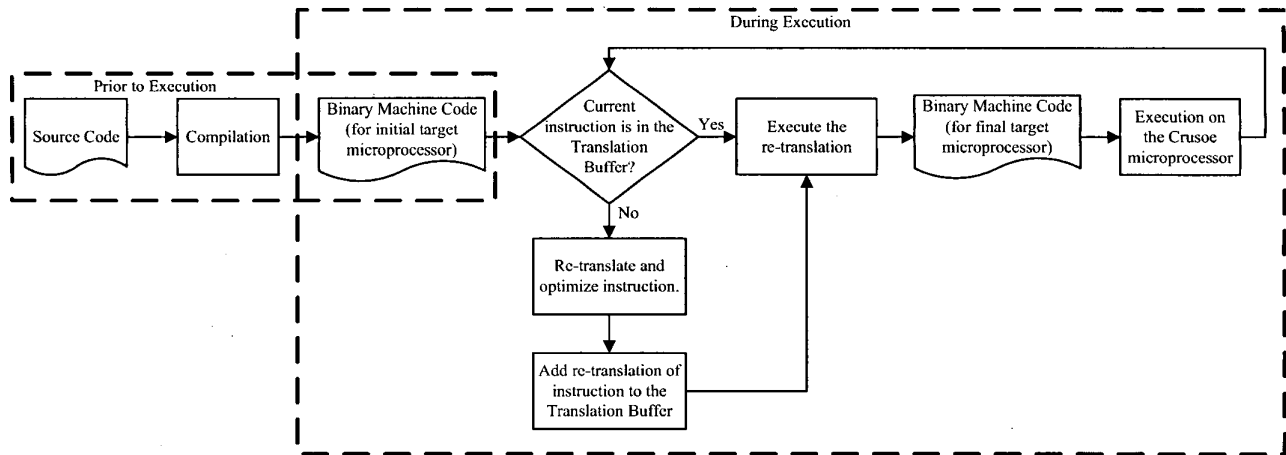 During Execution
Prior to Execution
Source Code
Compilation
Binary Machine Code
(for initial target
microprocessor)
Current
instruction is in the
Translation
Buffer?
Yes
Execute the
re-translation
Binary Machine Code
(for final target
microprocessor)
Execution on
the Crusoe
microprocessor
No
Re-translate and
optimize instruction.
Add re-translation of
instruction to the
Translation Buffer